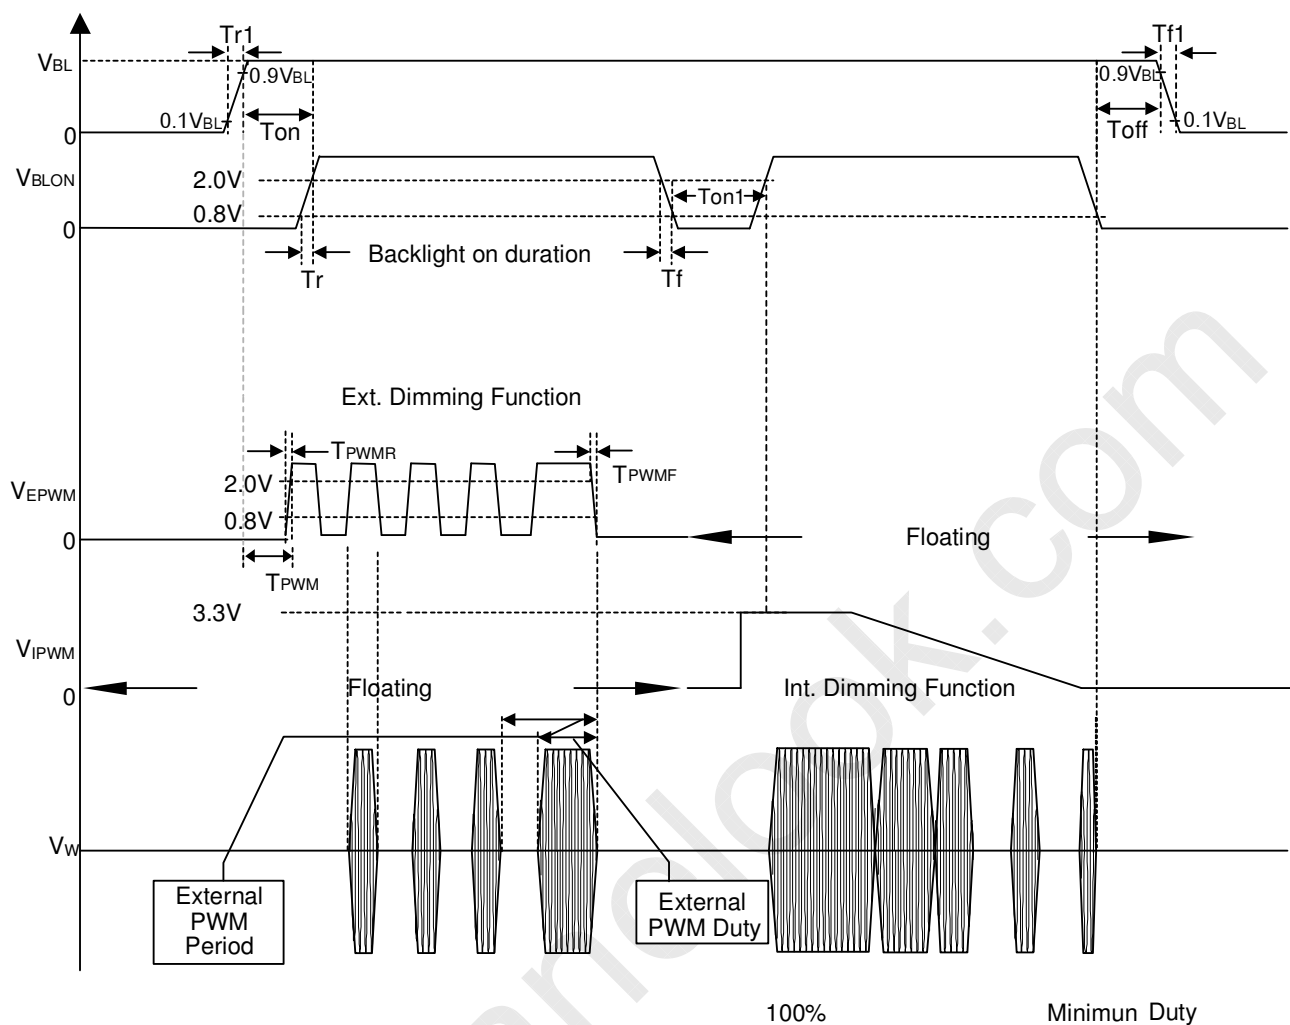 Tr1
Tf1
VBL
0.9VBL
0.9VBL
0.1VBL
Ton
Toff
0.1VBL
0
VBLON
2.0V
Ton1
0.8V
0
Backlight on duration
Tr
Tf
Ext. Dimming Function
TPWMR
TPWMF
VEPWM
2.0V
0.8V
0
Floating
TPWM
3.3V
VIPWM
0
Floating
Int. Dimming Function
VW
External
PWM
Period
External
PWM Duty
100%
Minimun Duty